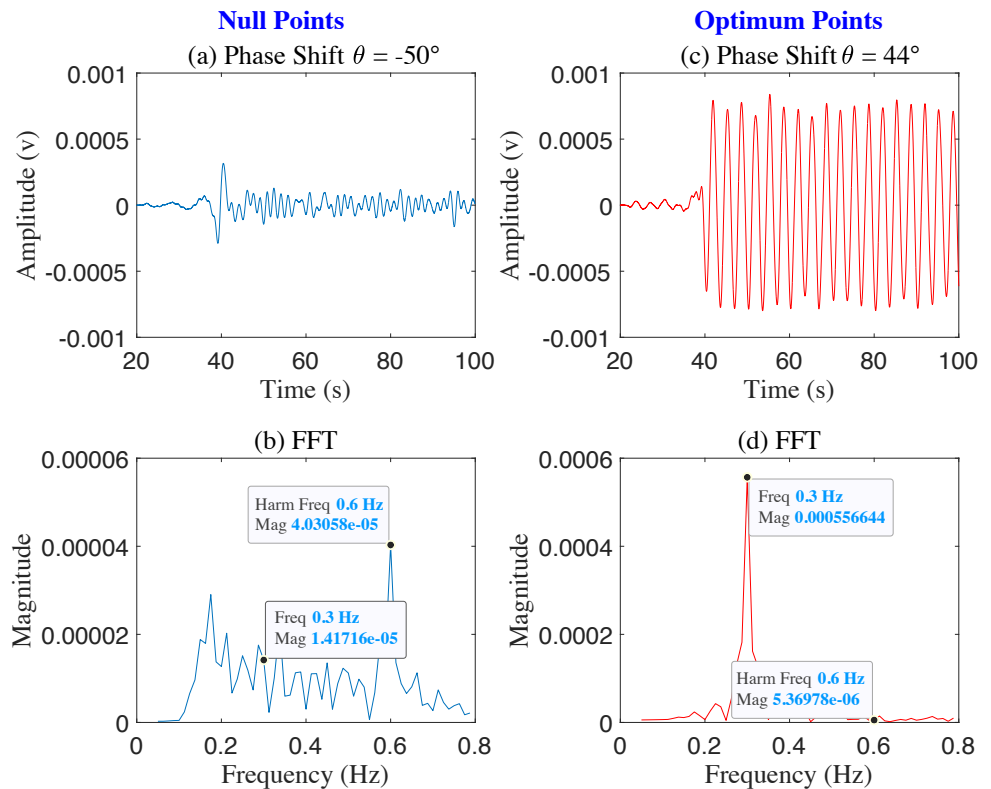 Null Points
(a) Phase Shift θ = -50°
0.001
0.0005
0
-0.0005
-0.001
Amplitude (v)
20 40 60 80 100
Time (s)
Optimum Points
(c) Phase Shift θ = 44°
0.001
0.0005
0
-0.0005
-0.001
Amplitude (v)
20 40 60 80 100
Time (s)
(b) FFT
0.00006
0.00004
0.00002
0
Magnitude
Harm Freq 0.6 Hz
Mag 4.03058e-05
Freq 0.3 Hz
Mag 1.41716e-05
0 0.2 0.4 0.6 0.8
Frequency (Hz)
(d) FFT
0.0006
0.0004
0.0002
0
Magnitude
Freq 0.3 Hz
Mag 0.000556644
Harm Freq 0.6 Hz
Mag 5.36978e-06
0 0.2 0.4 0.6 0.8
Frequency (Hz)